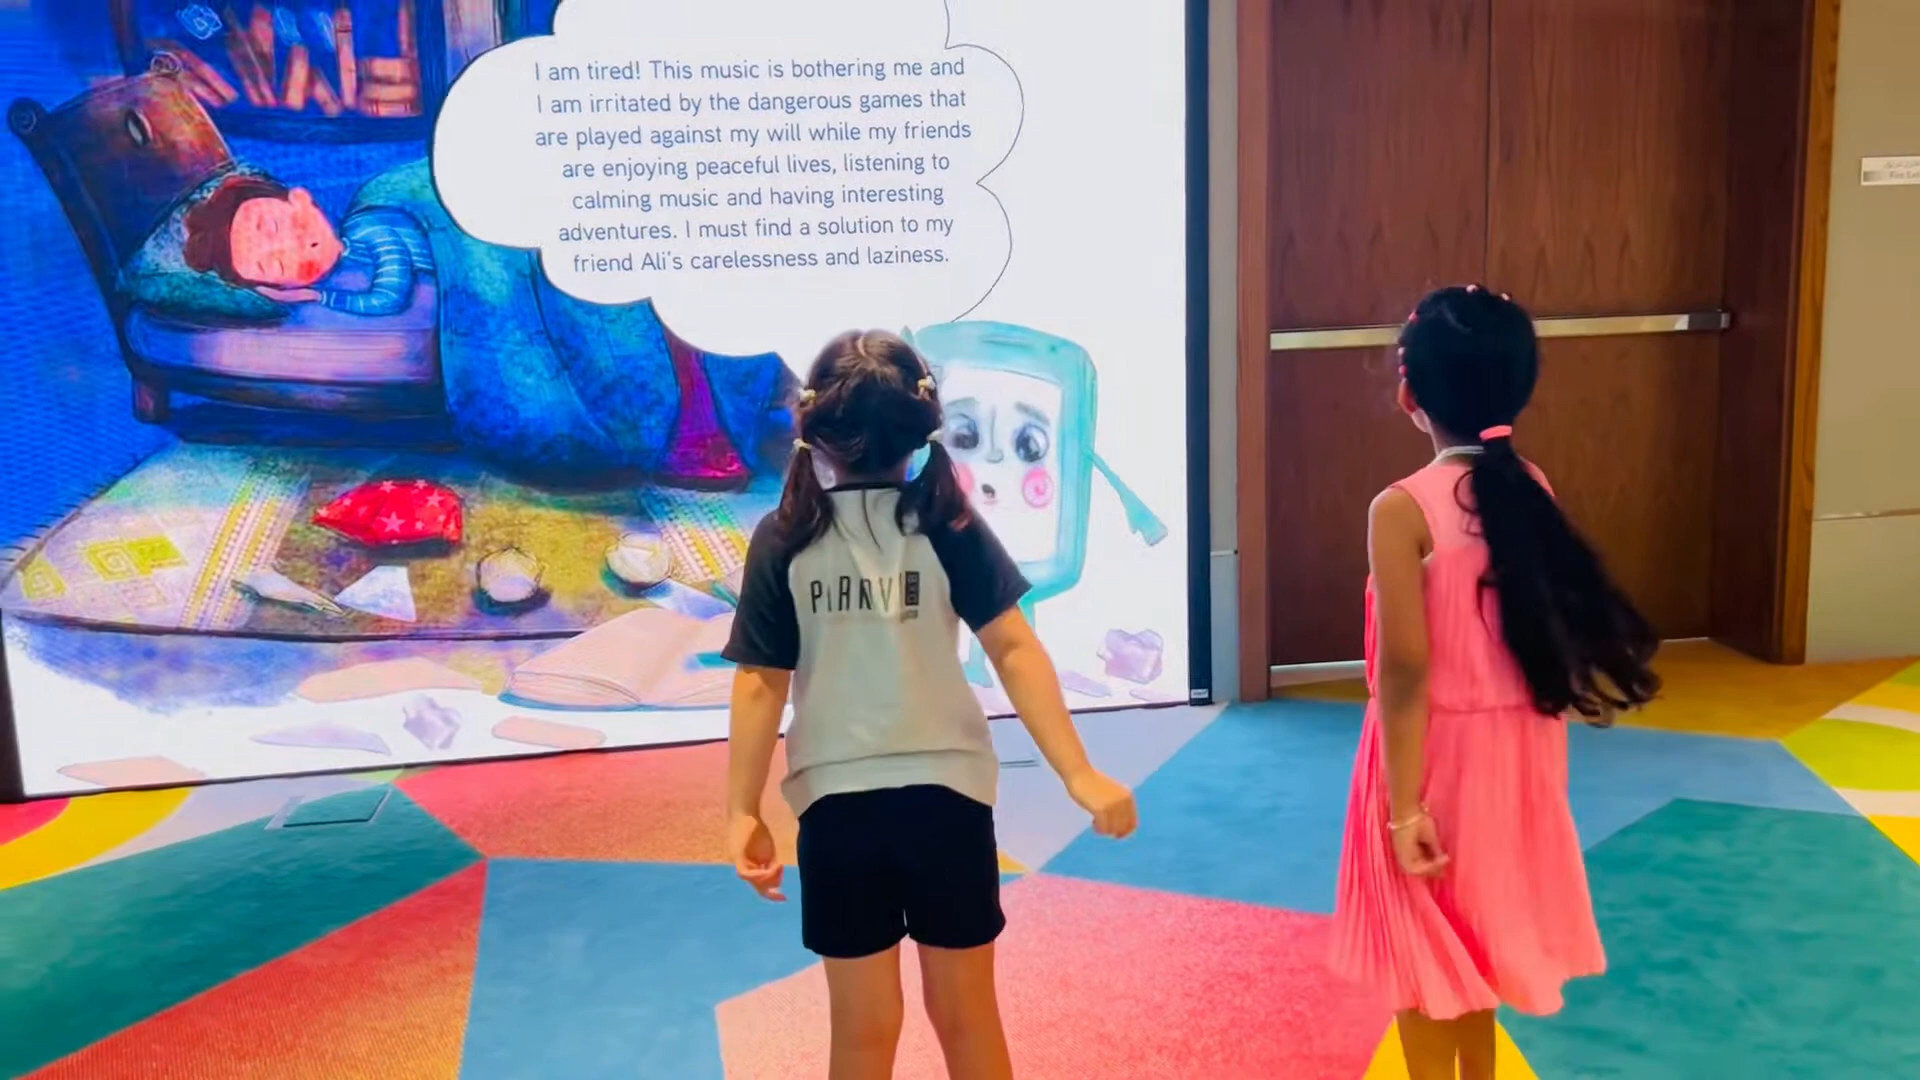 I am tired! This music is bothering me and
I am irritated by the dangerous games that
are played against my will while my friends
are enjoying peaceful lives, listening to
calming music and having interesting
adventures. I must find a solution to my
friend Ali's carelessness and laziness.